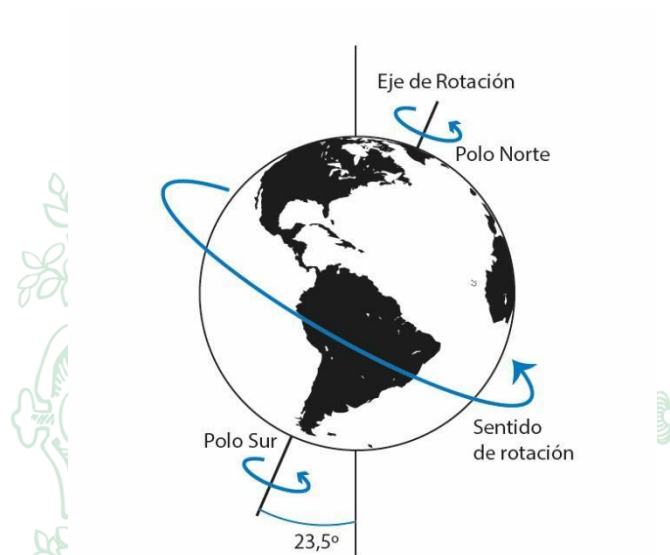 Eje de Rotación
Polo Norte
Sentido
de rotación
Polo Sur
23,5º